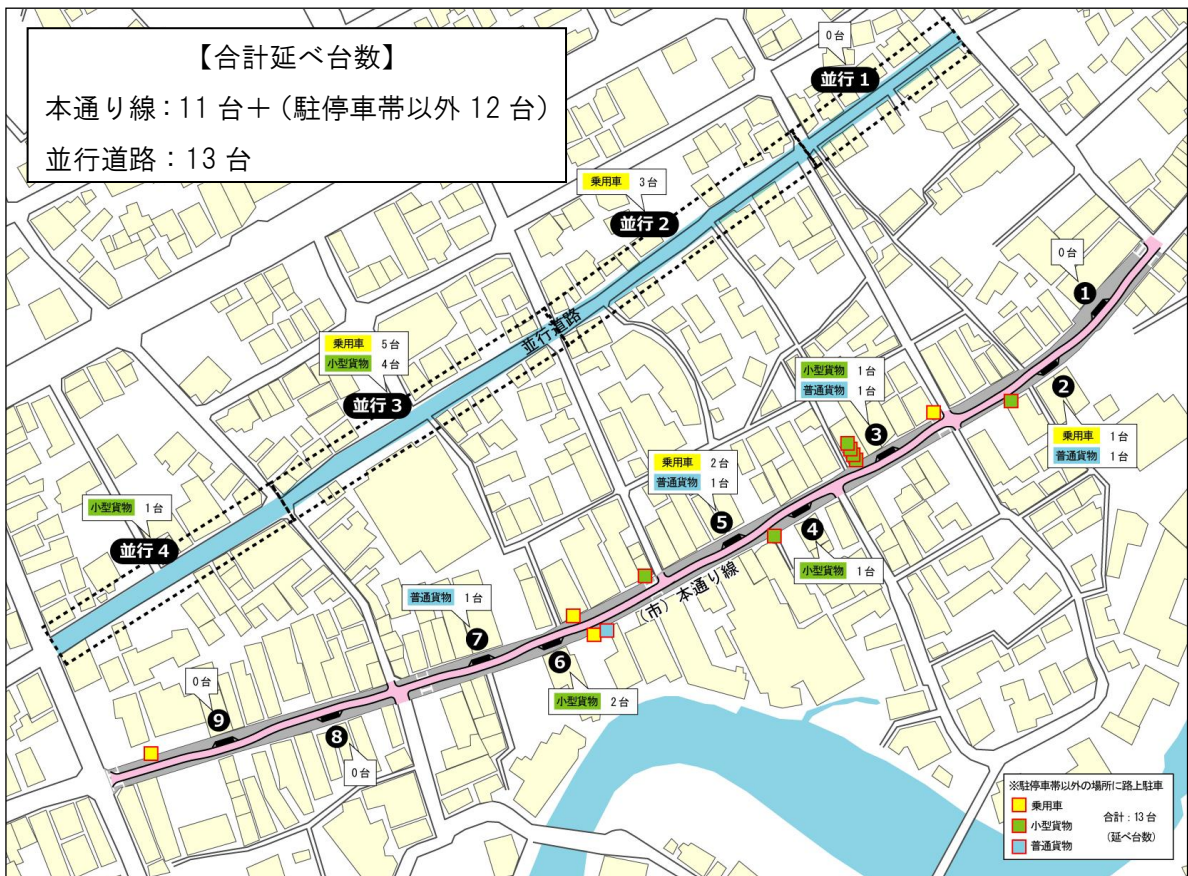 【合計延べ台数】
本通り線：11 台＋（駐停車帯以外 12 台）
並行道路：13 台
0 台
並行 1
乗用車 3 台
並行 2
0 台
1
並行道路
乗用車 5 台
小型貨物 4 台
並行 3
小型貨物 1 台
普通貨物 1 台
3
2
乗用車 1 台
普通貨物 1 台
乗用車 2 台
普通貨物 1 台
5
4
小型貨物 1 台
小型貨物 1 台
並行 4
（市）本通り線
普通貨物 1 台
7
6
小型貨物 2 台
0 台
9
8
0 台
※駐停車帯以外の場所に路上駐車
乗用車
小型貨物
普通貨物
合計：13 台
（延べ台数）